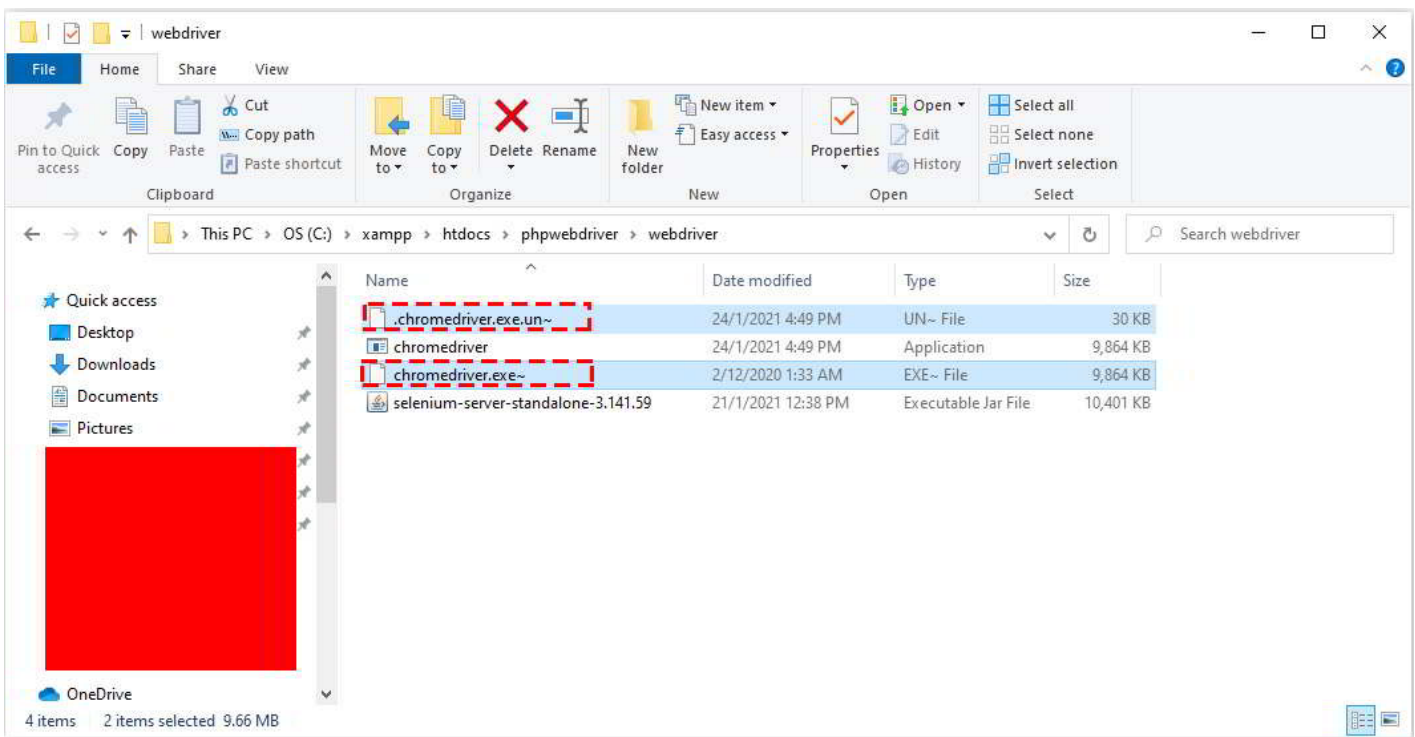 webdriver
File Home Share View
Pin to Quick access
Copy
Paste
Cut
Copy path
Paste shortcut
Clipboard
Move to
Copy to
Delete
Rename
Organize
New folder
New item
Easy access
New
Properties
Open
Edit
History
Open
Select all
Select none
Invert selection
Select
This PC > OS (C:) > xampp > htdocs > phpwebdriver > webdriver
Search webdriver
Quick access
Desktop
Downloads
Documents
Pictures
OneDrive
Name Date modified Type Size
.chromedriver.exe.un~ 24/1/2021 4:49 PM UN~ File 30 KB
chromedriver 24/1/2021 4:49 PM Application 9,864 KB
chromedriver.exe~ 2/12/2020 1:33 AM EXE~ File 9,864 KB
selenium-server-standalone-3.141.59 21/1/2021 12:38 PM Executable Jar File 10,401 KB
4 items 2 items selected 9.66 MB